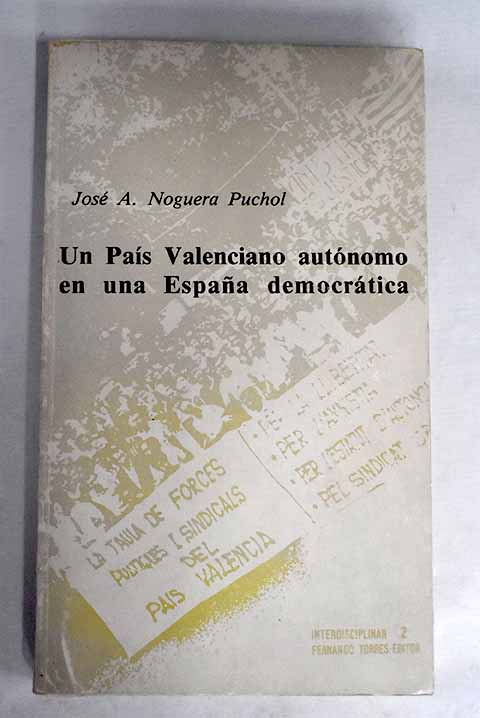 José A. Noguera Puchol
Un País Valenciano autónomo
en una España democrática
· PER LA LLIBERTAT
· PER L'AMNISTIA
· PER L'ESTATUT D'AUTONO
· PEL SINDICAT
LA TAULA DE FORCES
POLITIQUES I SINDICALS
DEL
PAIS VALENCIA
INTERDISCIPLINAR 2
FERNANDO TORRES-EDITOR